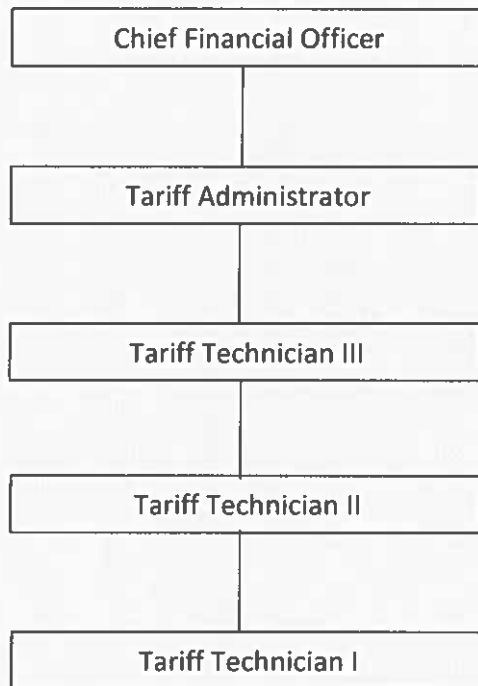 Chief Financial Officer
Tariff Administrator
Tariff Technician III
Tariff Technician II
Tariff Technician I